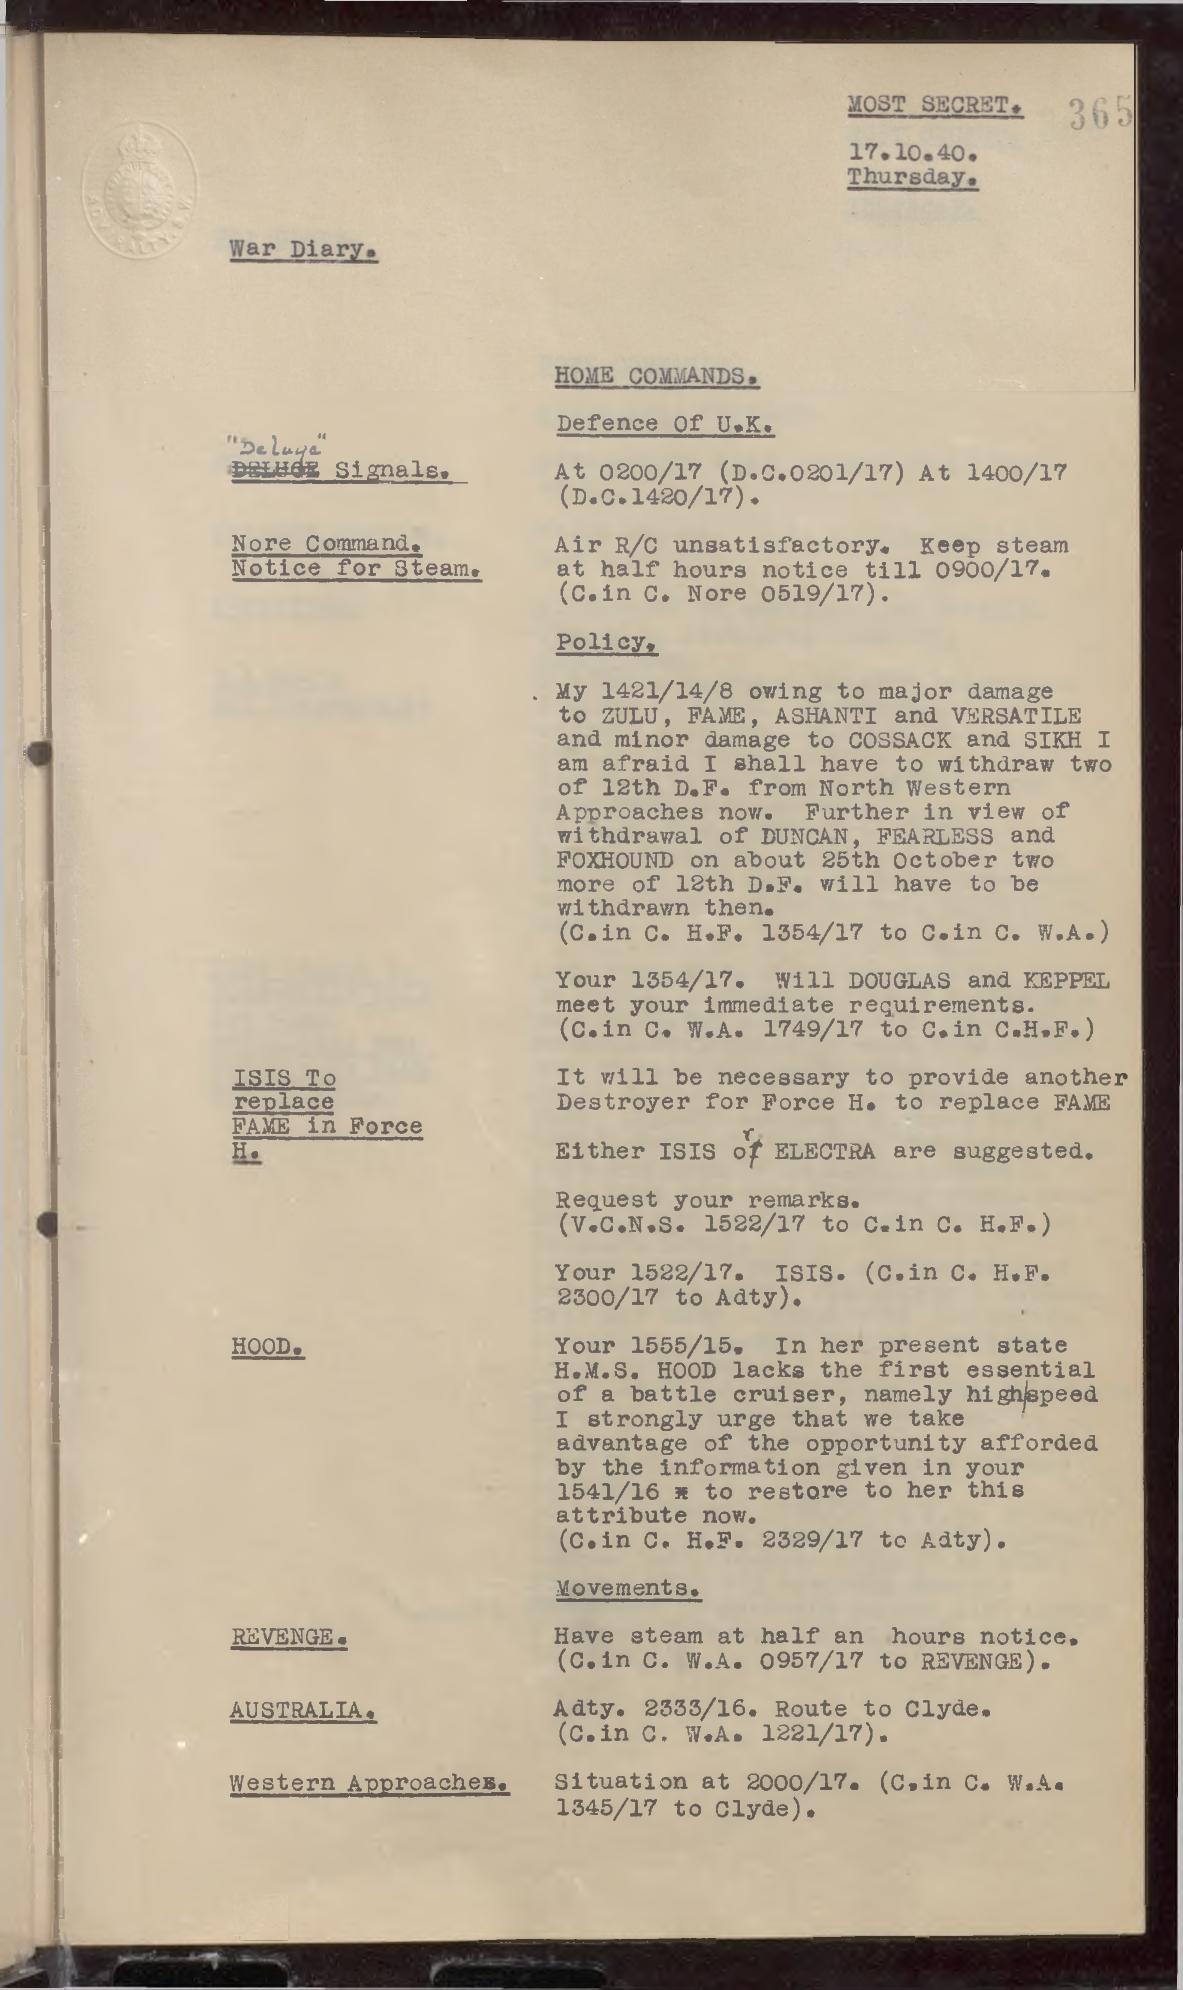 MOST SECRET. 365
17.10.40.
Thursday.
War Diary.
HOME COMMANDS.
Defence Of U.K.
"Deluge"
DELUGE Signals. At 0200/17 (D.C.0201/17) At 1400/17
(D.C.1420/17).
Nore Command. Air R/C unsatisfactory. Keep steam
Notice for Steam. at half hours notice till 0900/17.
(C.in C. Nore 0519/17).
Policy.
My 1421/14/8 owing to major damage
to ZULU, FAME, ASHANTI and VERSATILE
and minor damage to COSSACK and SIKH I
am afraid I shall have to withdraw two
of 12th D.F. from North Western
Approaches now. Further in view of
withdrawal of DUNCAN, FEARLESS and
FOXHOUND on about 25th October two
more of 12th D.F. will have to be
withdrawn then.
(C.in C. H.F. 1354/17 to C.in C. W.A.)
Your 1354/17. Will DOUGLAS and KEPPEL
meet your immediate requirements.
(C.in C. W.A. 1749/17 to C.in C.H.F.)
ISIS To It will be necessary to provide another
replace Destroyer for Force H. to replace FAME
FAME in Force
H. Either ISIS or ELECTRA are suggested.
Request your remarks.
(V.C.N.S. 1522/17 to C.in C. H.F.)
Your 1522/17. ISIS. (C.in C. H.F.
2300/17 to Adty).
HOOD. Your 1555/15. In her present state
H.M.S. HOOD lacks the first essential
of a battle cruiser, namely high/speed
I strongly urge that we take
advantage of the opportunity afforded
by the information given in your
1541/16 * to restore to her this
attribute now.
(C.in C. H.F. 2329/17 to Adty).
Movements.
REVENGE. Have steam at half an hours notice.
(C.in C. W.A. 0957/17 to REVENGE).
AUSTRALIA. Adty. 2333/16. Route to Clyde.
(C.in C. W.A. 1221/17).
Western Approaches. Situation at 2000/17. (C.in C. W.A.
1345/17 to Clyde).